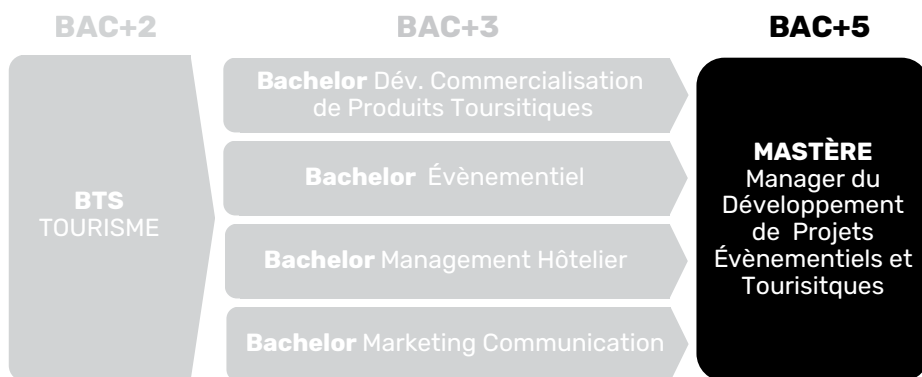 BAC+2
BAC+3
BAC+5
BTS
TOURISME
Bachelor Dév. Commercialisation
de Produits Toursitiques
Bachelor Évènementiel
Bachelor Management Hôtelier
Bachelor Marketing Communication
MASTÈRE
Manager du
Développement
de Projets
Évènementiels et
Tourisitques